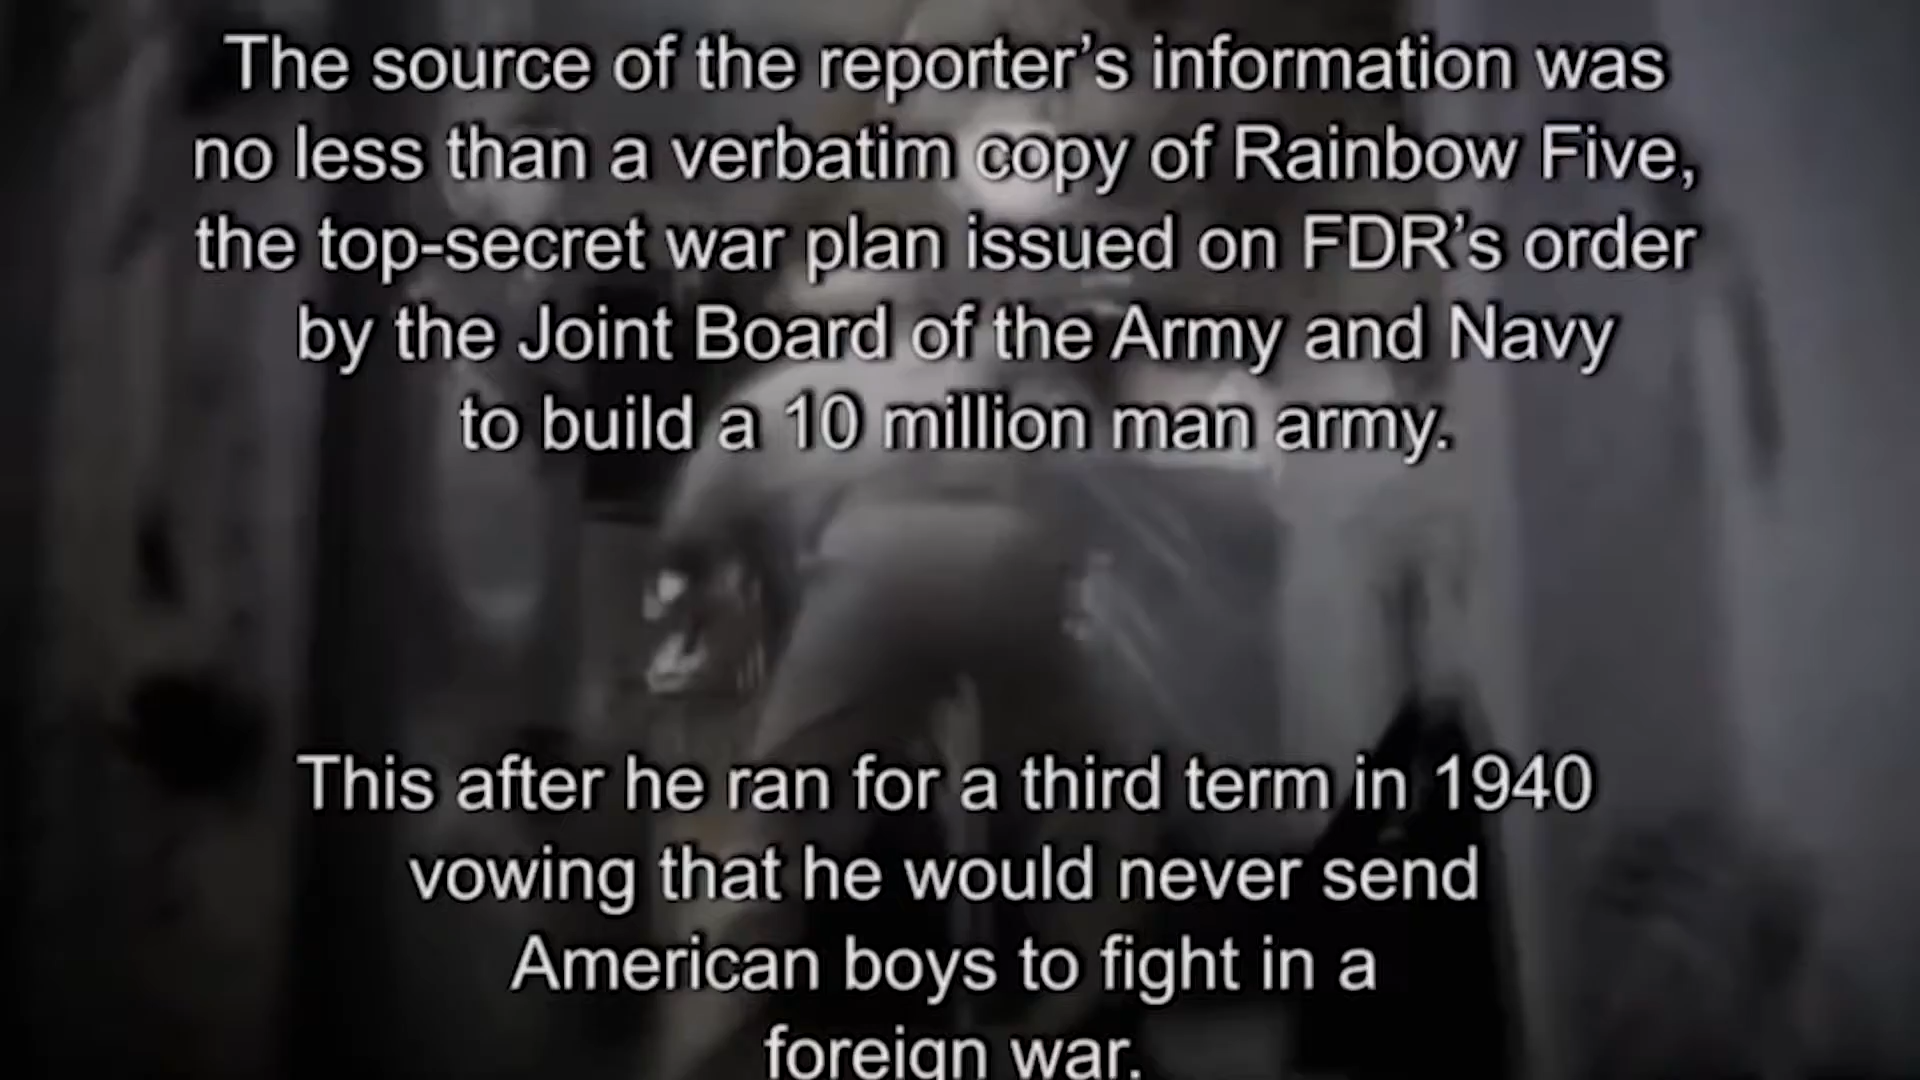 The source of the reporter’s information was
no less than a verbatim copy of Rainbow Five,
the top-secret war plan issued on FDR’s order
by the Joint Board of the Army and Navy
to build a 10 million man army.
This after he ran for a third term in 1940
vowing that he would never send
American boys to fight in a
foreign war.